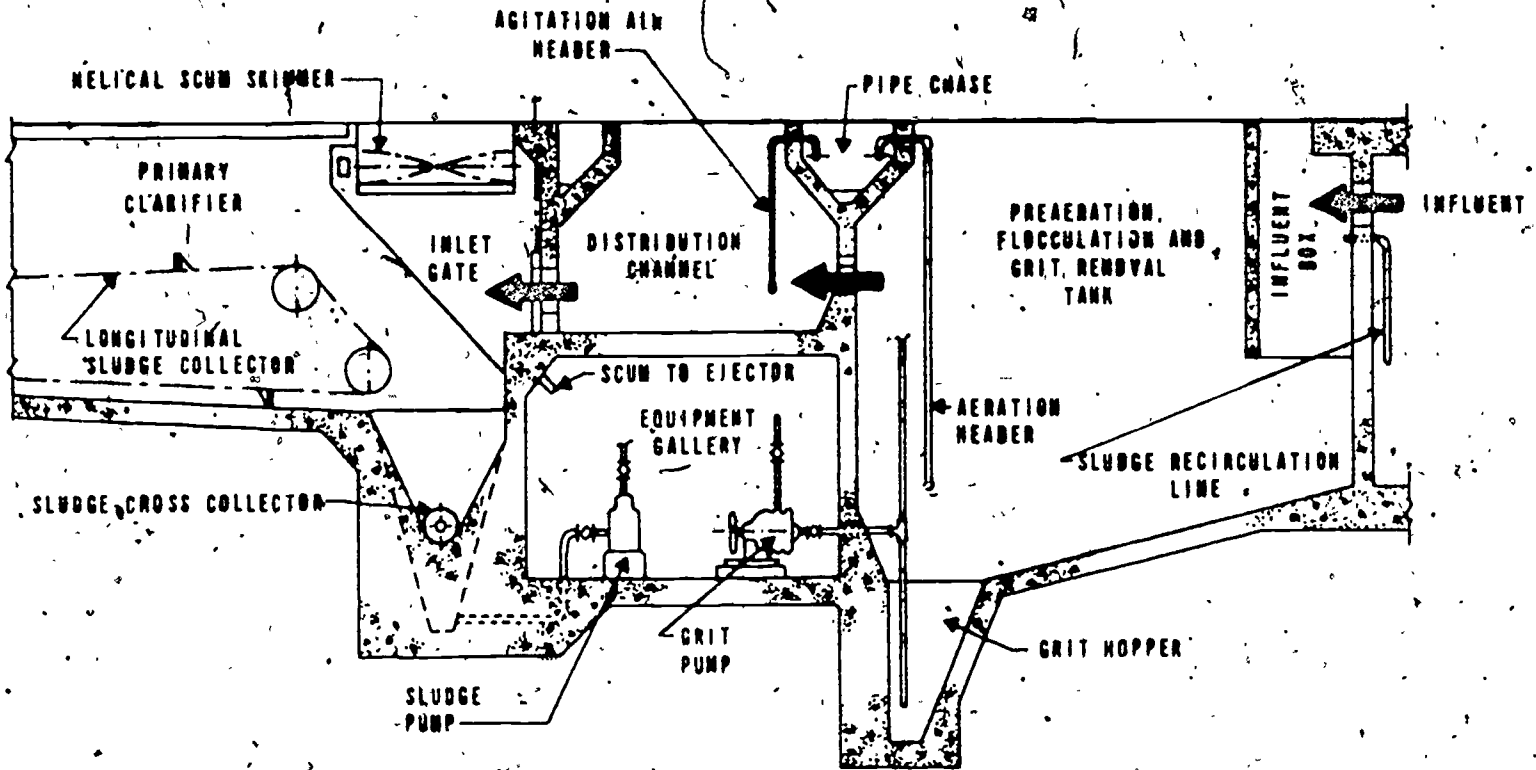 AGITATION AIR
HEADER
HELICAL SCUM SKIMMER
PIPE CHASE
PRIMARY
CLARIFIER
INLET
GATE
DISTRIBUTION
CHANNEL
PREAERATION,
FLOCCULATION AND
GRIT, REMOVAL
TANK
INFLUENT
BOX
INFLUENT
LONGITUDINAL
SLUDGE COLLECTOR
SCUM TO EJECTOR
EQUIPMENT
GALLERY
AERATION
HEADER
SLUDGE RECIRCULATION
LINE
SLUDGE CROSS COLLECTOR
GRIT
PUMP
GRIT HOPPER
SLUDGE
PUMP